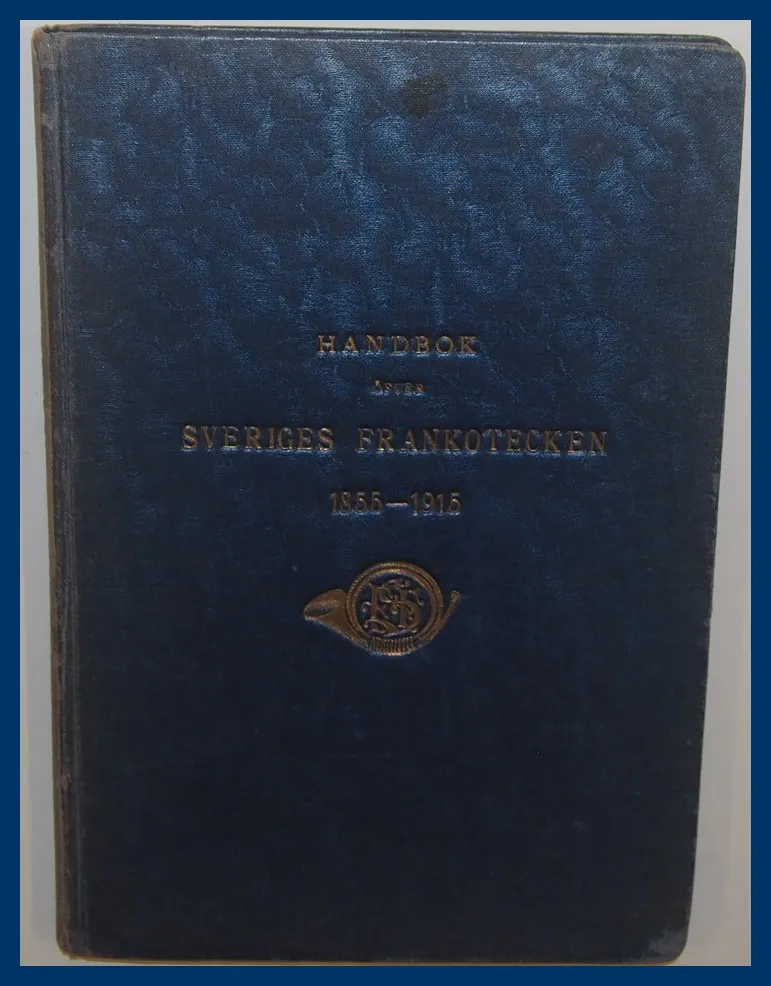 HANDBOK
ÖFVER
SVERIGES FRANKOTECKEN
1855—1915